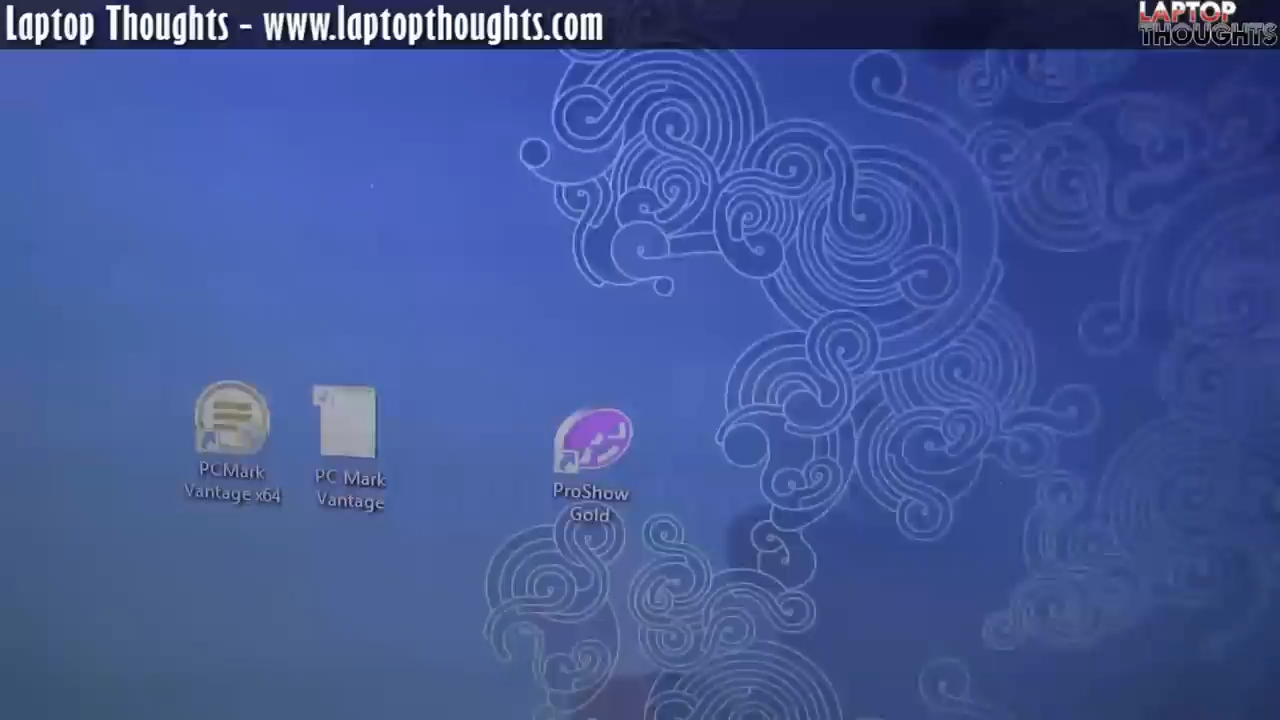 Laptop Thoughts - www.laptopthoughts.com
LAPTOP
THOUGHTS
PCMark
Vantage x64
PC Mark
Vantage
ProShow
Gold